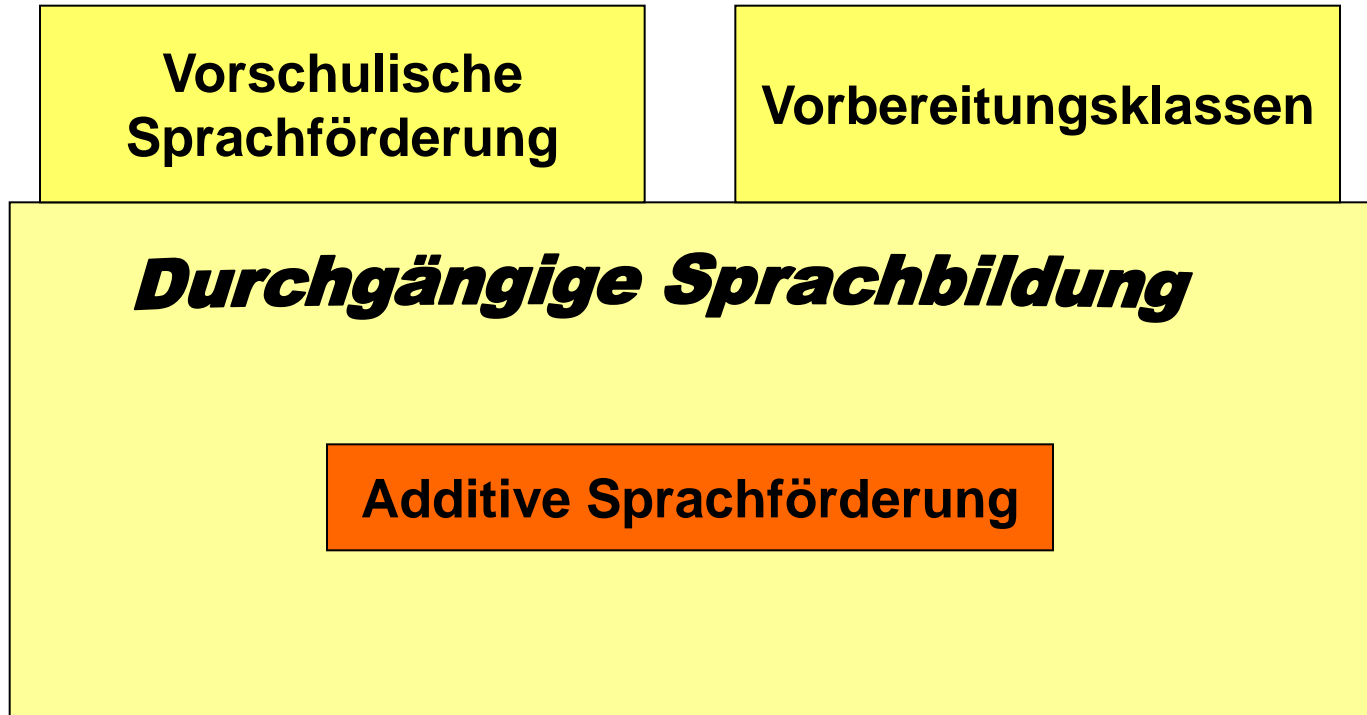 Vorschulische
Sprachförderung
Vorbereitungsklassen
Durchgängige Sprachbildung
Additive Sprachförderung